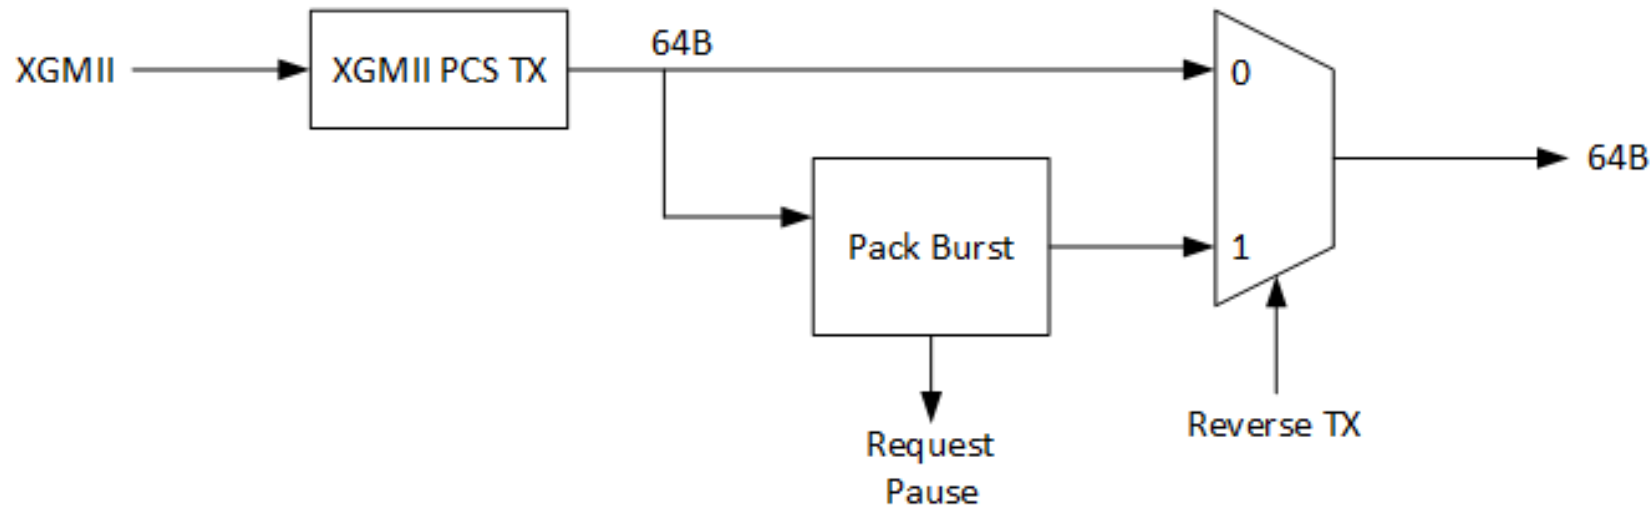 XGMII
XGMII PCS TX
64B
0
64B
Pack Burst
1
Reverse TX
Request
Pause